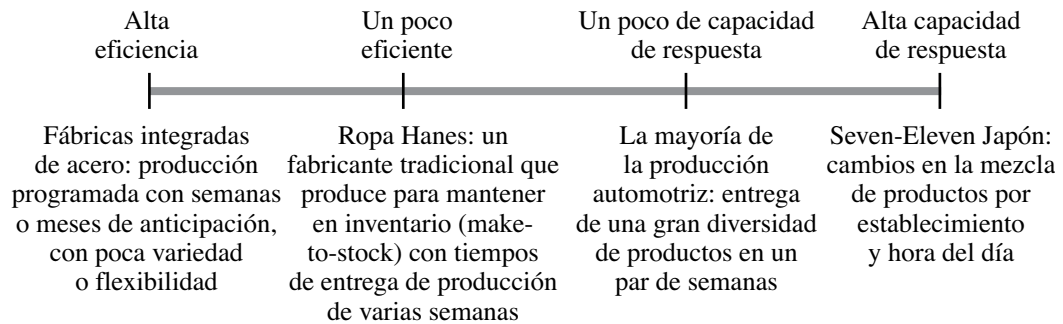 Alta
eficiencia
Un poco
eficiente
Un poco de capacidad
de respuesta
Alta capacidad
de respuesta
Fábricas integradas
de acero: producción
programada con semanas
o meses de anticipación,
con poca variedad
o flexibilidad
Ropa Hanes: un
fabricante tradicional que
produce para mantener
en inventario (make-
to-stock) con tiempos
de entrega de producción
de varias semanas
La mayoría de
la producción
automotriz: entrega
de una gran diversidad
de productos en un
par de semanas
Seven-Eleven Japón:
cambios en la mezcla
de productos por
establecimiento
y hora del día